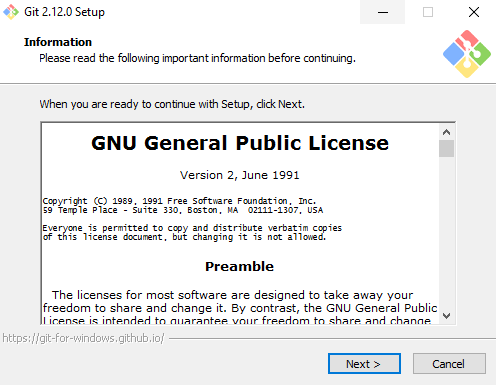 Git 2.12.0 Setup
Information
Please read the following important information before continuing.
When you are ready to continue with Setup, click Next.
GNU General Public License
Version 2, June 1991
Copyright (C) 1989, 1991 Free Software Foundation, Inc.
59 Temple Place - Suite 330, Boston, MA  02111-1307, USA
Everyone is permitted to copy and distribute verbatim copies
of this license document, but changing it is not allowed.
Preamble
The licenses for most software are designed to take away your
freedom to share and change it. By contrast, the GNU General Public
License is intended to guarantee your freedom to share and change
https://git-for-windows.github.io/
Next >
Cancel